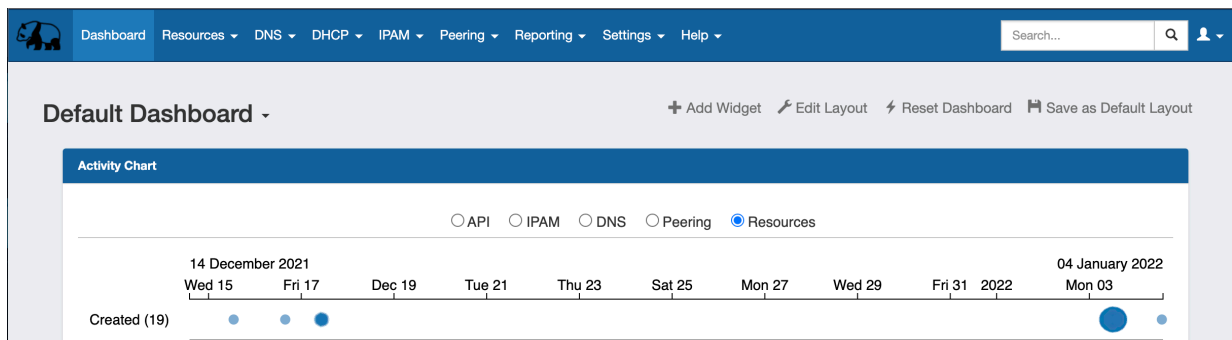 Dashboard Resources DNS DHCP IPAM Peering Reporting Settings Help Search...
Default Dashboard Add Widget Edit Layout Reset Dashboard Save as Default Layout
Activity Chart
API IPAM DNS Peering Resources
14 December 2021 04 January 2022
Wed 15 Fri 17 Dec 19 Tue 21 Thu 23 Sat 25 Mon 27 Wed 29 Fri 31 2022 Mon 03
Created (19)